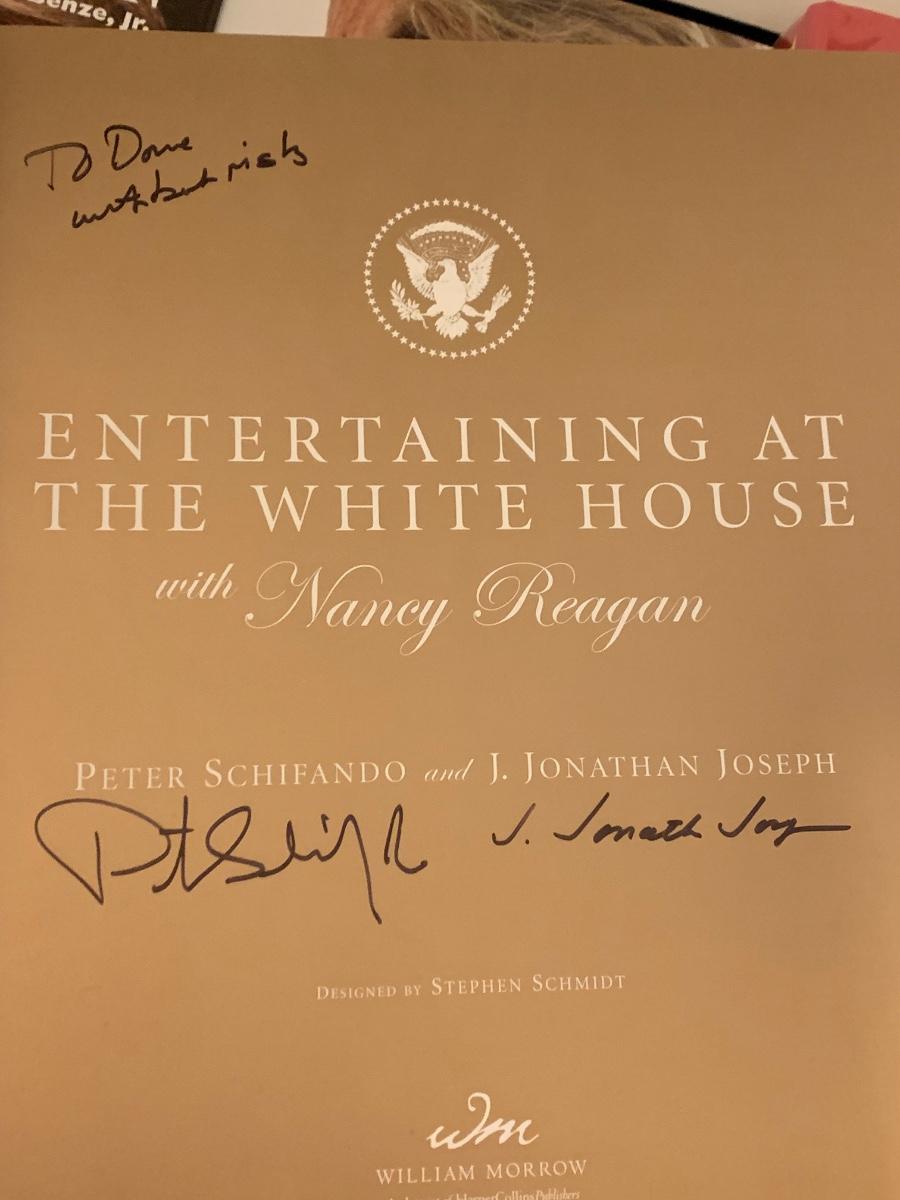 enze, Jr.
To Dave
with best wishes
ENTERTAINING AT
THE WHITE HOUSE
with Nancy Reagan
PETER SCHIFANDO and J. JONATHAN JOSEPH
J. Jonathan Joseph
DESIGNED BY STEPHEN SCHMIDT
wm
WILLIAM MORROW
HarperCollinsPublishers